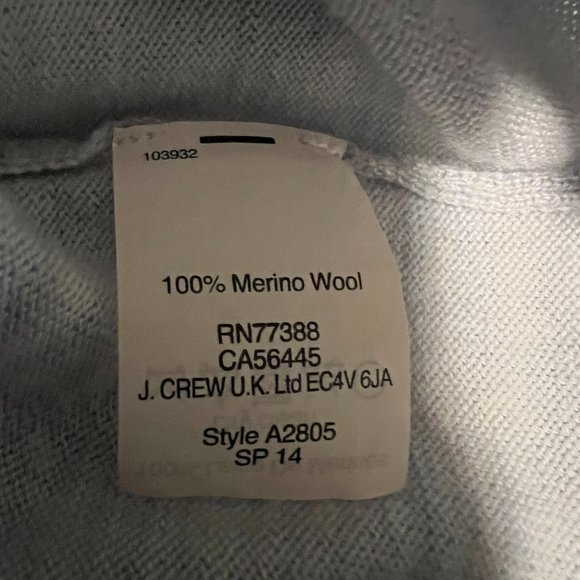 103932
100% Merino Wool
RN77388
CA56445
J. CREW U.K. Ltd EC4V 6JA
Style A2805
SP 14